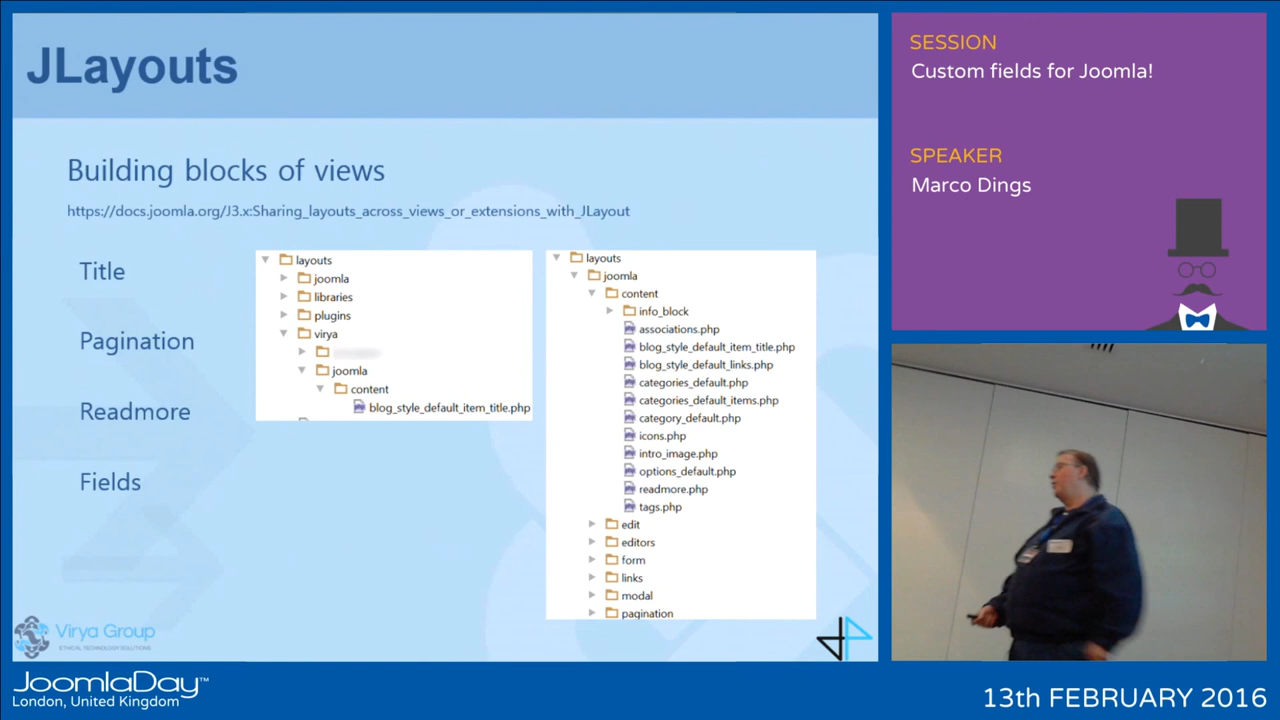 JLayouts
Building blocks of views
https://docs.joomla.org/J3.x:Sharing_layouts_across_views_or_extensions_with_JLayout
Title
Pagination
Readmore
Fields
layouts
joomla
libraries
plugins
virya
joomla
content
blog_style_default_item_title.php
layouts
joomla
content
info_block
associations.php
blog_style_default_item_title.php
blog_style_default_links.php
categories_default.php
categories_default_items.php
category_default.php
icons.php
intro_image.php
options_default.php
readmore.php
tags.php
edit
editors
form
links
modal
pagination
Virya Group
ETHICAL TECHNOLOGY SOLUTIONS
SESSION
Custom fields for Joomla!
SPEAKER
Marco Dings
JoomlaDay™
London, United Kingdom
13th FEBRUARY 2016